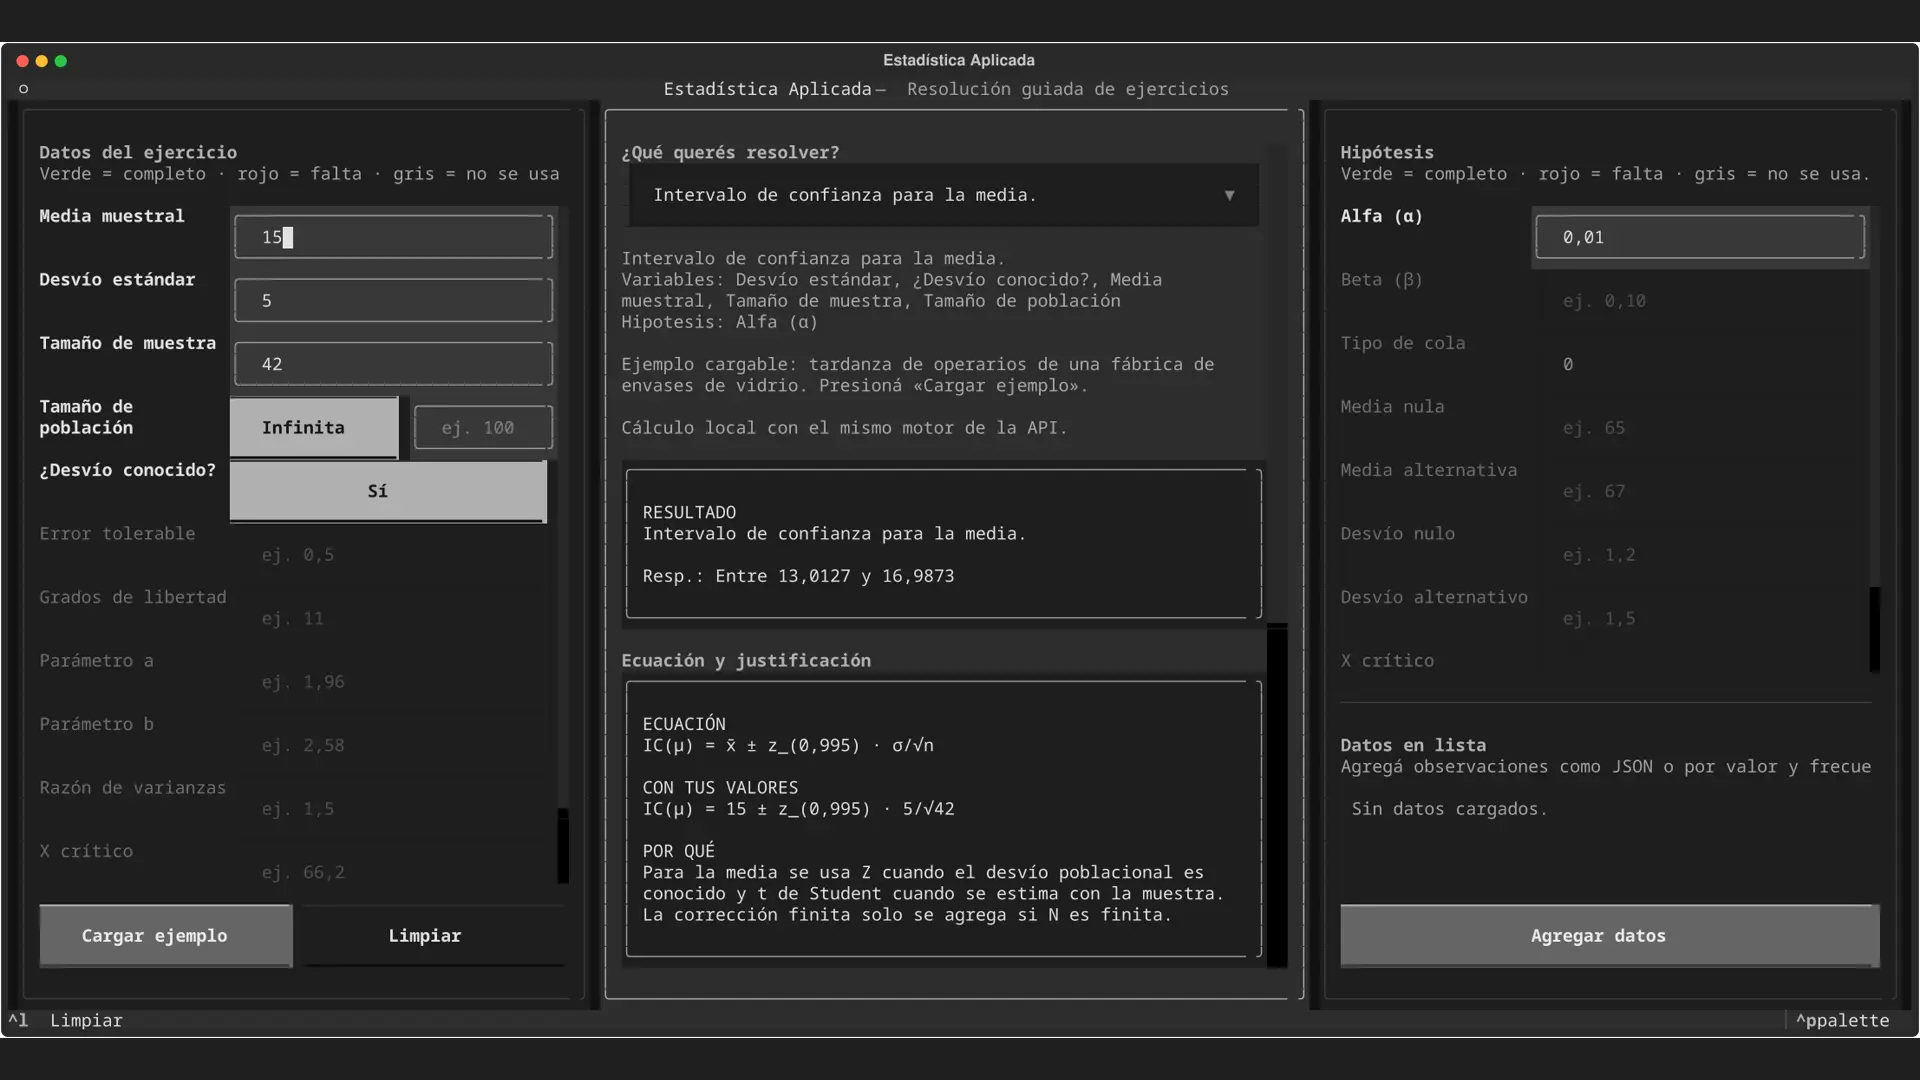 Estadística Aplicada
Estadística Aplicada— Resolución guiada de ejercicios
Datos del ejercicio
Verde = completo · rojo = falta · gris = no se usa
Media muestral
15
Desvío estándar
5
Tamaño de muestra
42
Tamaño de
población
Infinita
ej. 100
¿Desvío conocido?
Sí
Error tolerable
ej. 0,5
Grados de libertad
ej. 11
Parámetro a
ej. 1,96
Parámetro b
ej. 2,58
Razón de varianzas
ej. 1,5
X crítico
ej. 66,2
Cargar ejemplo
Limpiar
¿Qué querés resolver?
Intervalo de confianza para la media. ▼
Intervalo de confianza para la media.
Variables: Desvío estándar, ¿Desvío conocido?, Media
muestral, Tamaño de muestra, Tamaño de población
Hipotesis: Alfa (α)
Ejemplo cargable: tardanza de operarios de una fábrica de
envases de vidrio. Presioná «Cargar ejemplo».
Cálculo local con el mismo motor de la API.
RESULTADO
Intervalo de confianza para la media.
Resp.: Entre 13,0127 y 16,9873
Ecuación y justificación
ECUACIÓN
IC(μ) = x̄ ± z_(0,995) · σ/√n
CON TUS VALORES
IC(μ) = 15 ± z_(0,995) · 5/√42
POR QUÉ
Para la media se usa Z cuando el desvío poblacional es
conocido y t de Student cuando se estima con la muestra.
La corrección finita solo se agrega si N es finita.
Hipótesis
Verde = completo · rojo = falta · gris = no se usa.
Alfa (α)
0,01
Beta (β)
ej. 0,10
Tipo de cola
0
Media nula
ej. 65
Media alternativa
ej. 67
Desvío nulo
ej. 1,2
Desvío alternativo
ej. 1,5
X crítico
Datos en lista
Agregá observaciones como JSON o por valor y frecue
Sin datos cargados.
Agregar datos
^l Limpiar
^ppalette